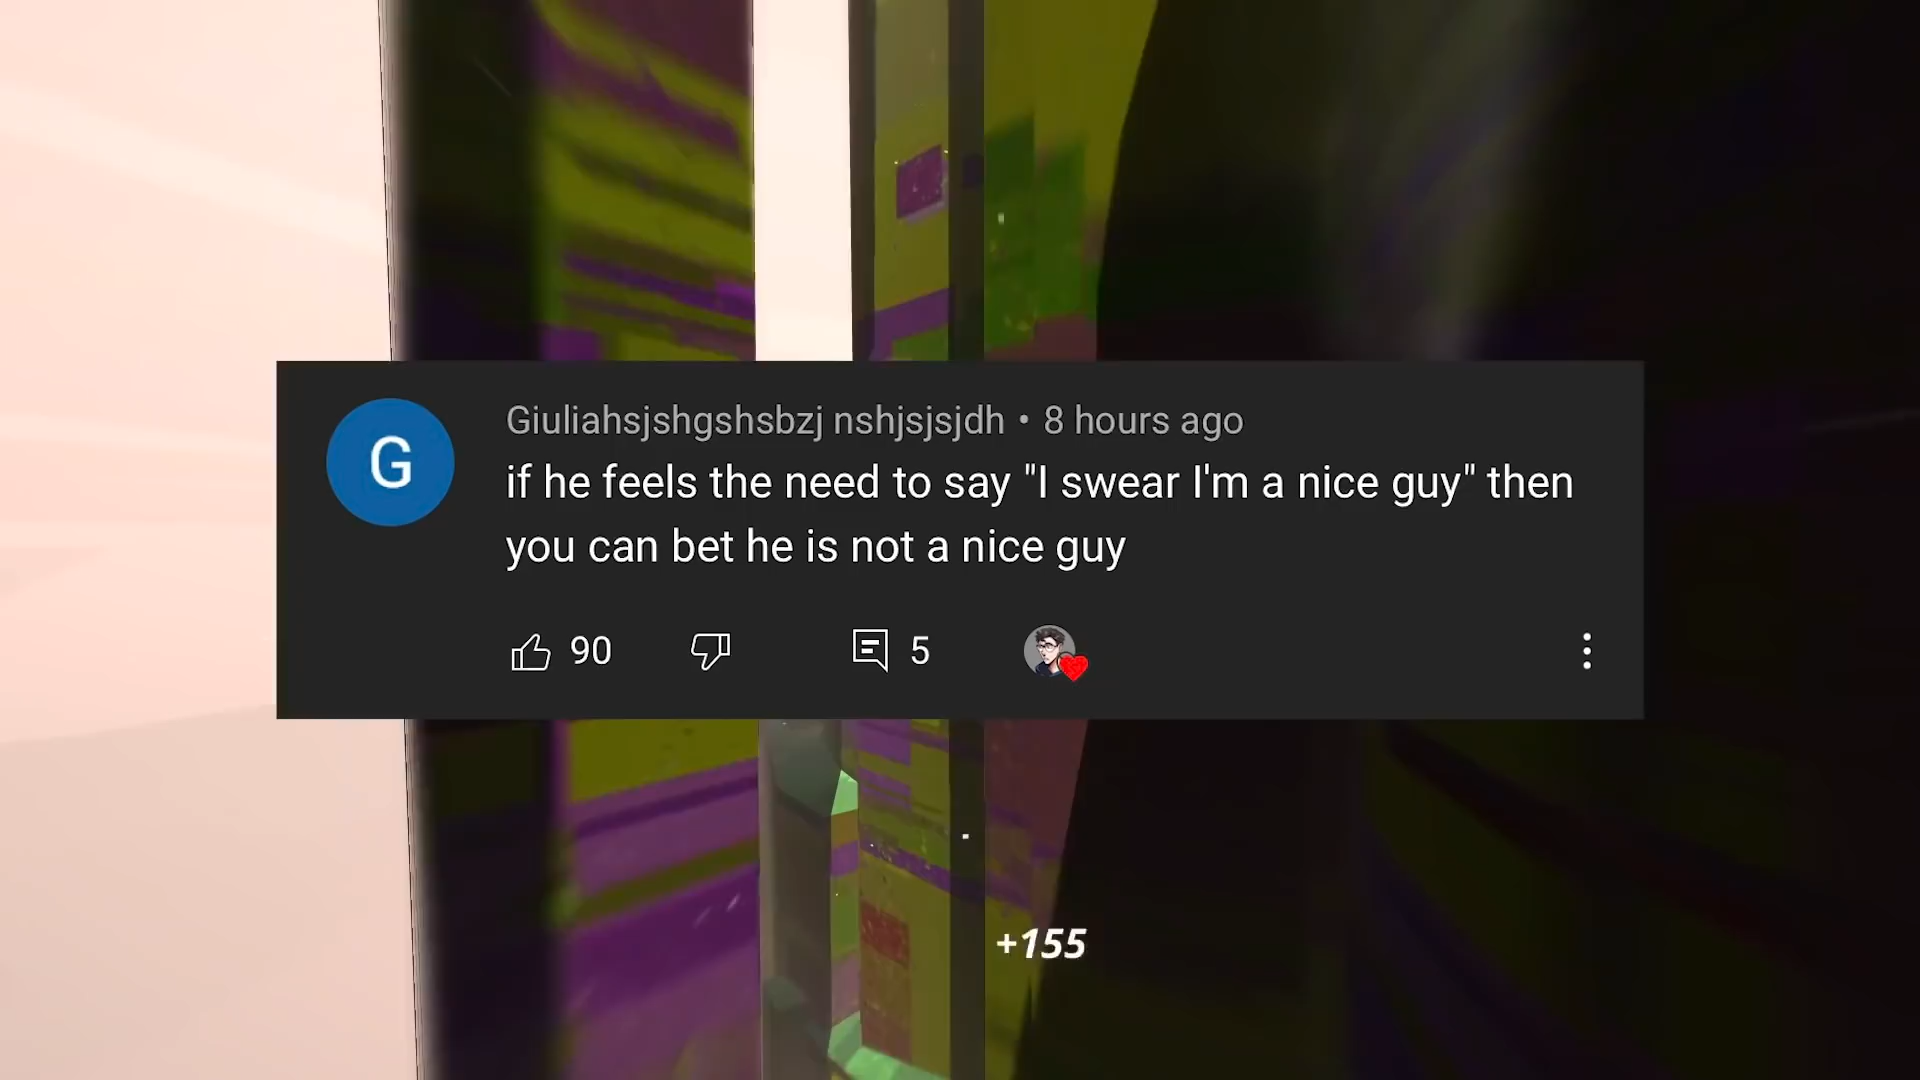 G
Giuliahsjshgshsbzj nshjsjsjdh • 8 hours ago
if he feels the need to say "I swear I'm a nice guy" then
you can bet he is not a nice guy
90
5
+155